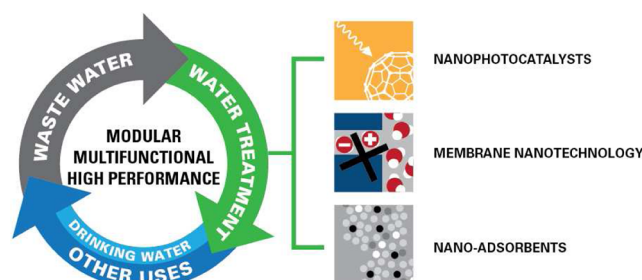 WASTE WATER
WATER TREATMENT
MODULAR
MULTIFUNCTIONAL
HIGH PERFORMANCE
DRINKING WATER
OTHER USES
NANOPHOTOCATALYSTS
MEMBRANE NANOTECHNOLOGY
NANO-ADSORBENTS